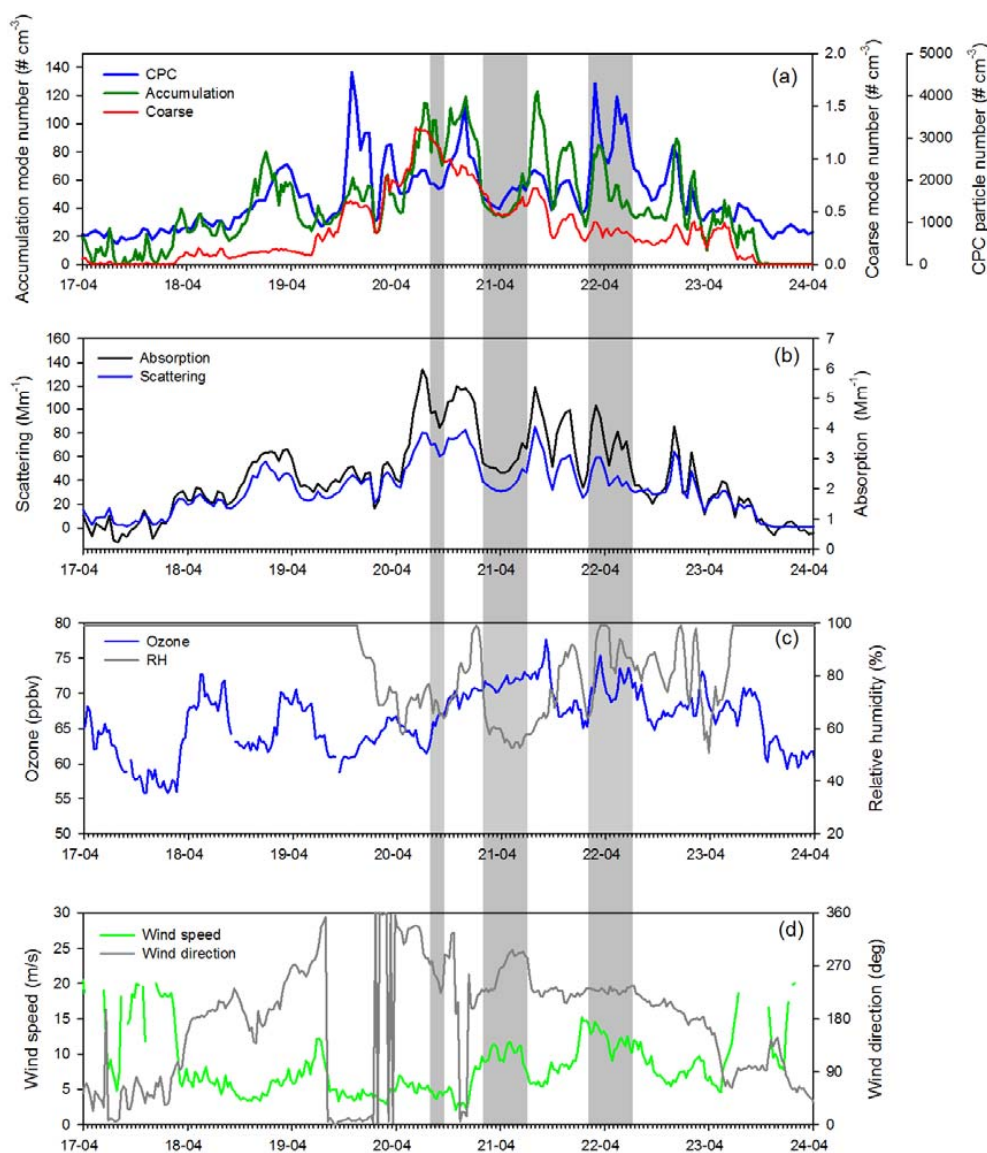 (a)
CPC
Accumulation
Coarse
Accumulation mode number (# cm-3)
140
120
100
80
60
40
20
0
2.0
1.5
1.0
0.5
0.0
Coarse mode number (# cm-3)
5000
4000
3000
2000
1000
0
CPC particle number (# cm-3)
17-04 18-04 19-04 20-04 21-04 22-04 23-04 24-04
(b)
Absorption
Scattering
Scattering (Mm-1)
160
140
120
100
80
60
40
20
0
7
6
5
4
3
2
1
0
Absorption (Mm-1)
17-04 18-04 19-04 20-04 21-04 22-04 23-04 24-04
(c)
Ozone
RH
Ozone (ppbv)
80
75
70
65
60
55
50
100
80
60
40
20
Relative humidity (%)
17-04 18-04 19-04 20-04 21-04 22-04 23-04 24-04
(d)
Wind speed
Wind direction
Wind speed (m/s)
30
25
20
15
10
5
0
360
270
180
90
0
Wind direction (deg)
17-04 18-04 19-04 20-04 21-04 22-04 23-04 24-04